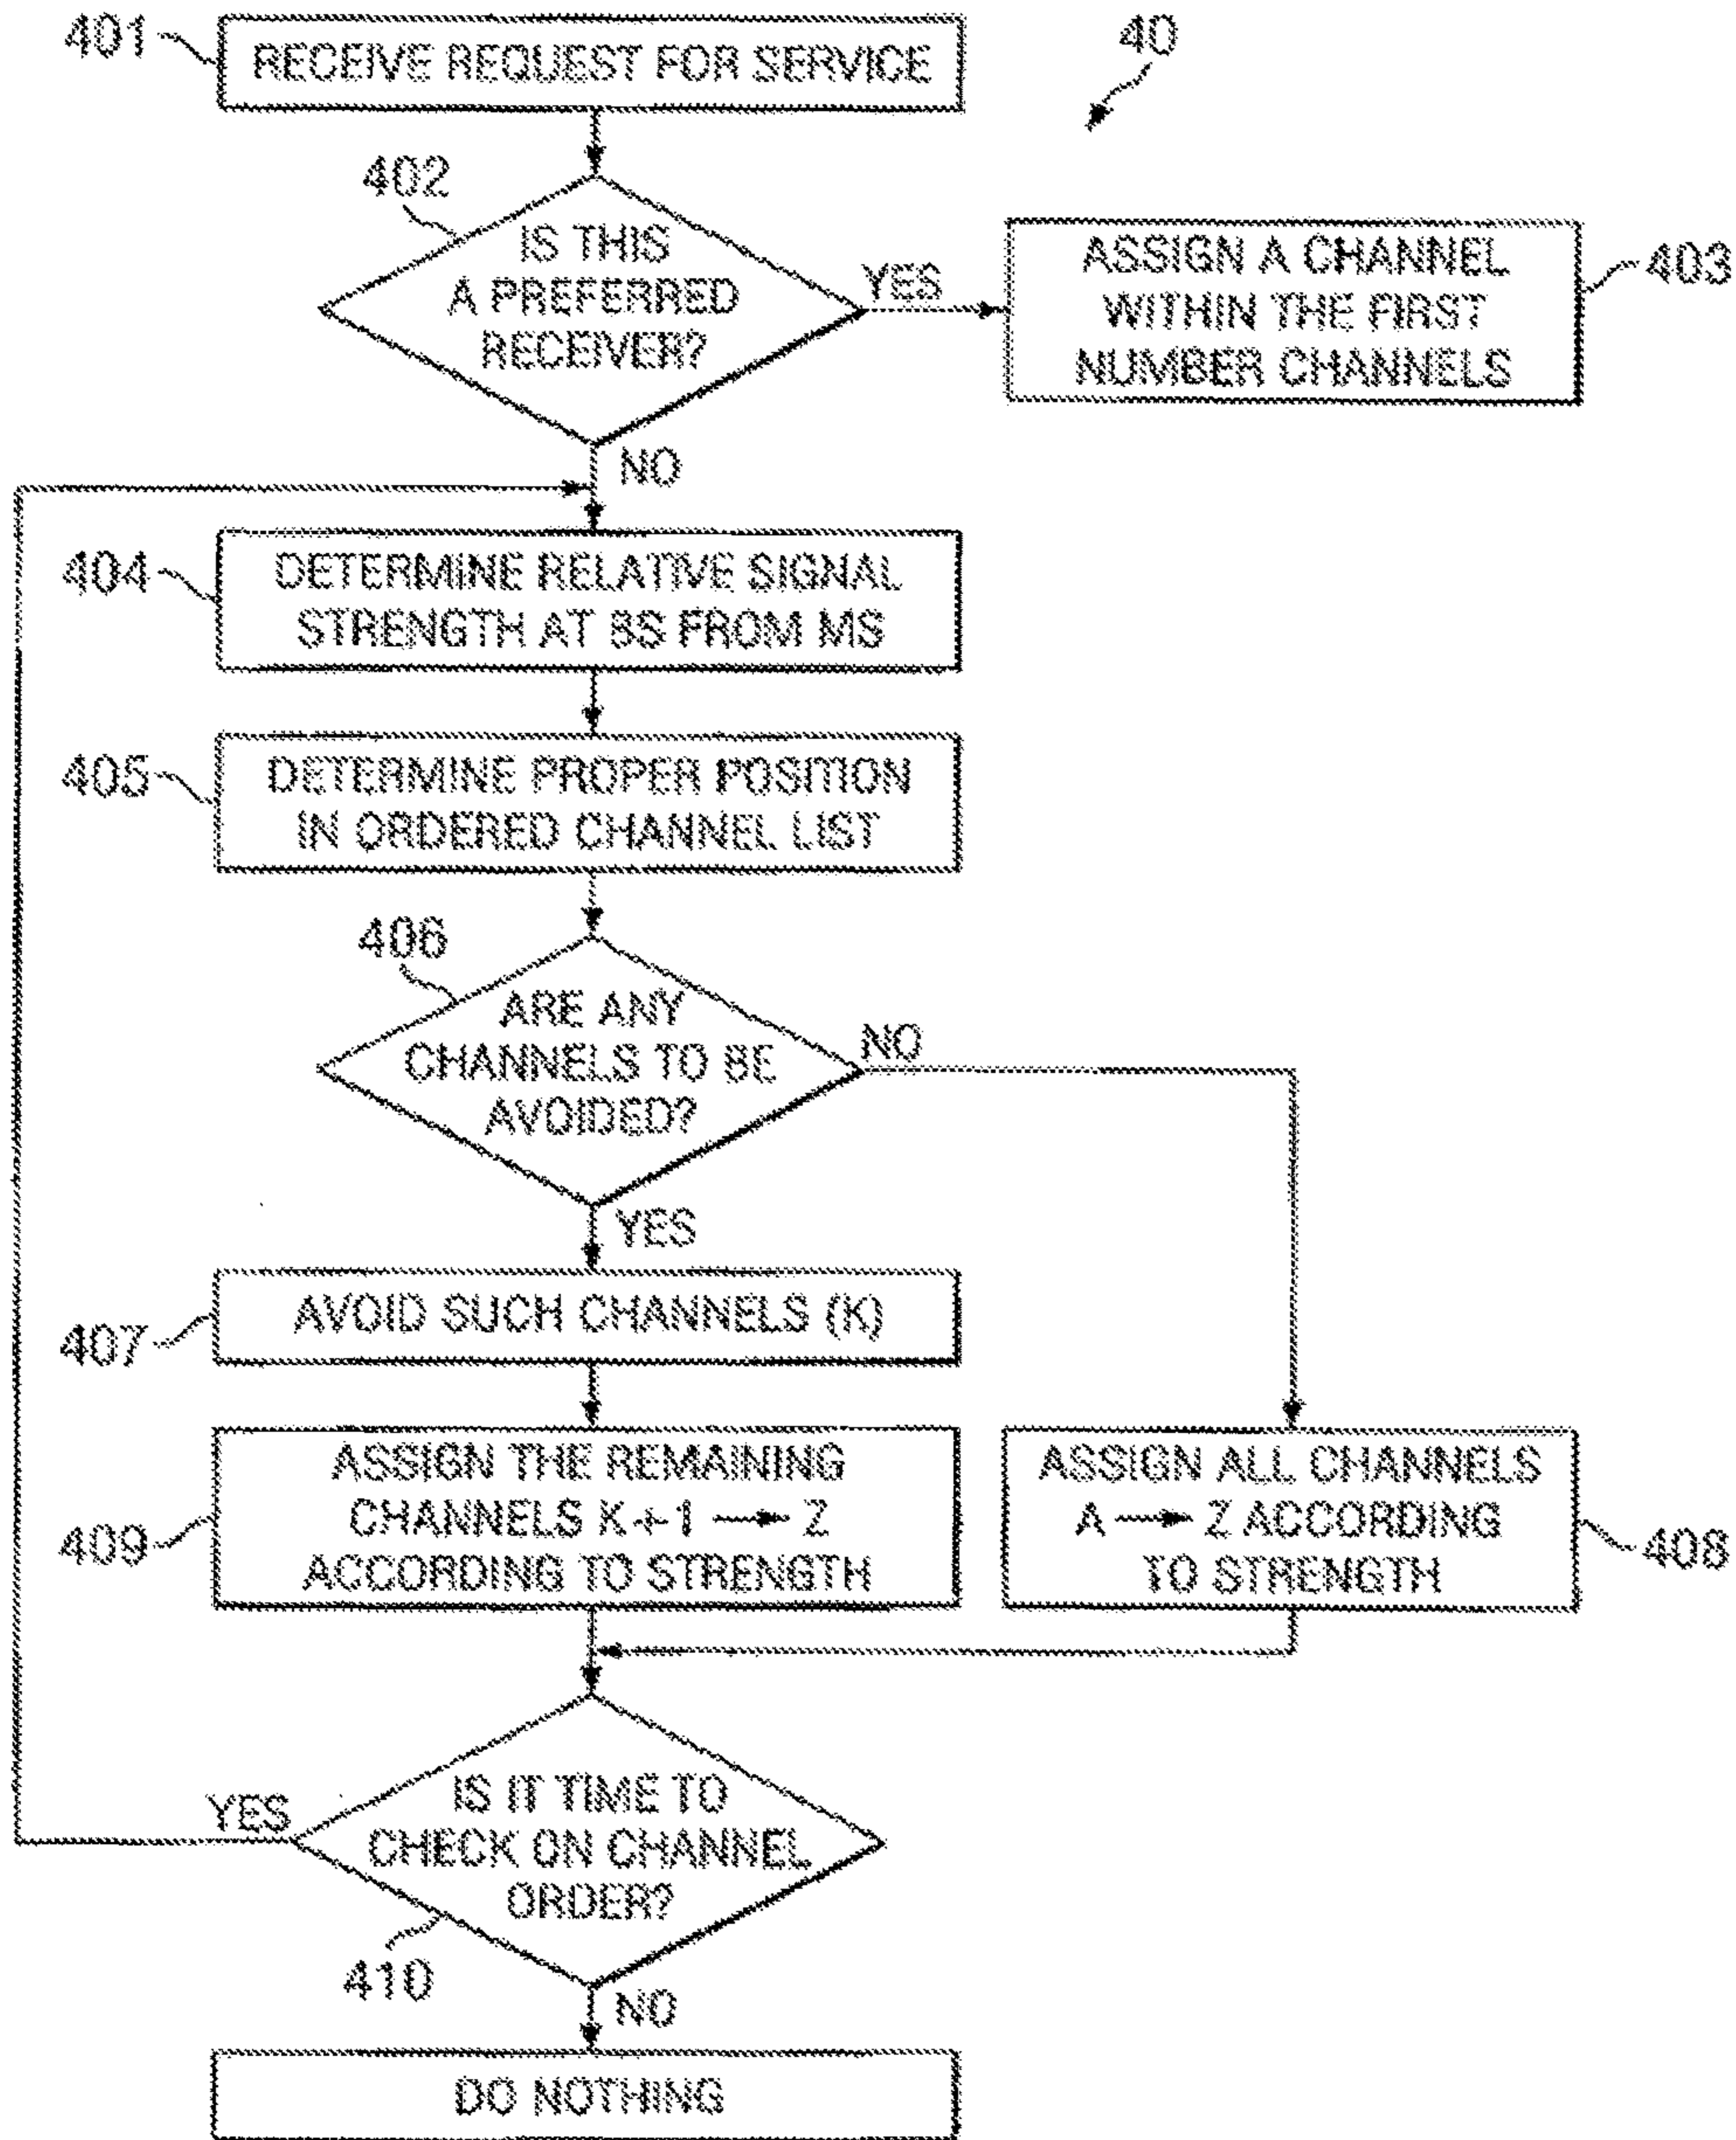 401
RECEIVE REQUEST FOR SERVICE
40
402
IS THIS
A PREFERRED
RECEIVER?
YES
ASSIGN A CHANNEL
WITHIN THE FIRST
NUMBER CHANNELS
403
NO
404
DETERMINE RELATIVE SIGNAL
STRENGTH AT BS FROM MS
405
DETERMINE PROPER POSITION
IN ORDERED CHANNEL LIST
406
ARE ANY
CHANNELS TO BE
AVOIDED?
NO
YES
407
AVOID SUCH CHANNELS (K)
409
ASSIGN THE REMAINING
CHANNELS K+1 → Z
ACCORDING TO STRENGTH
ASSIGN ALL CHANNELS
A → Z ACCORDING
TO STRENGTH
408
YES
IS IT TIME TO
CHECK ON CHANNEL
ORDER?
410
NO
DO NOTHING